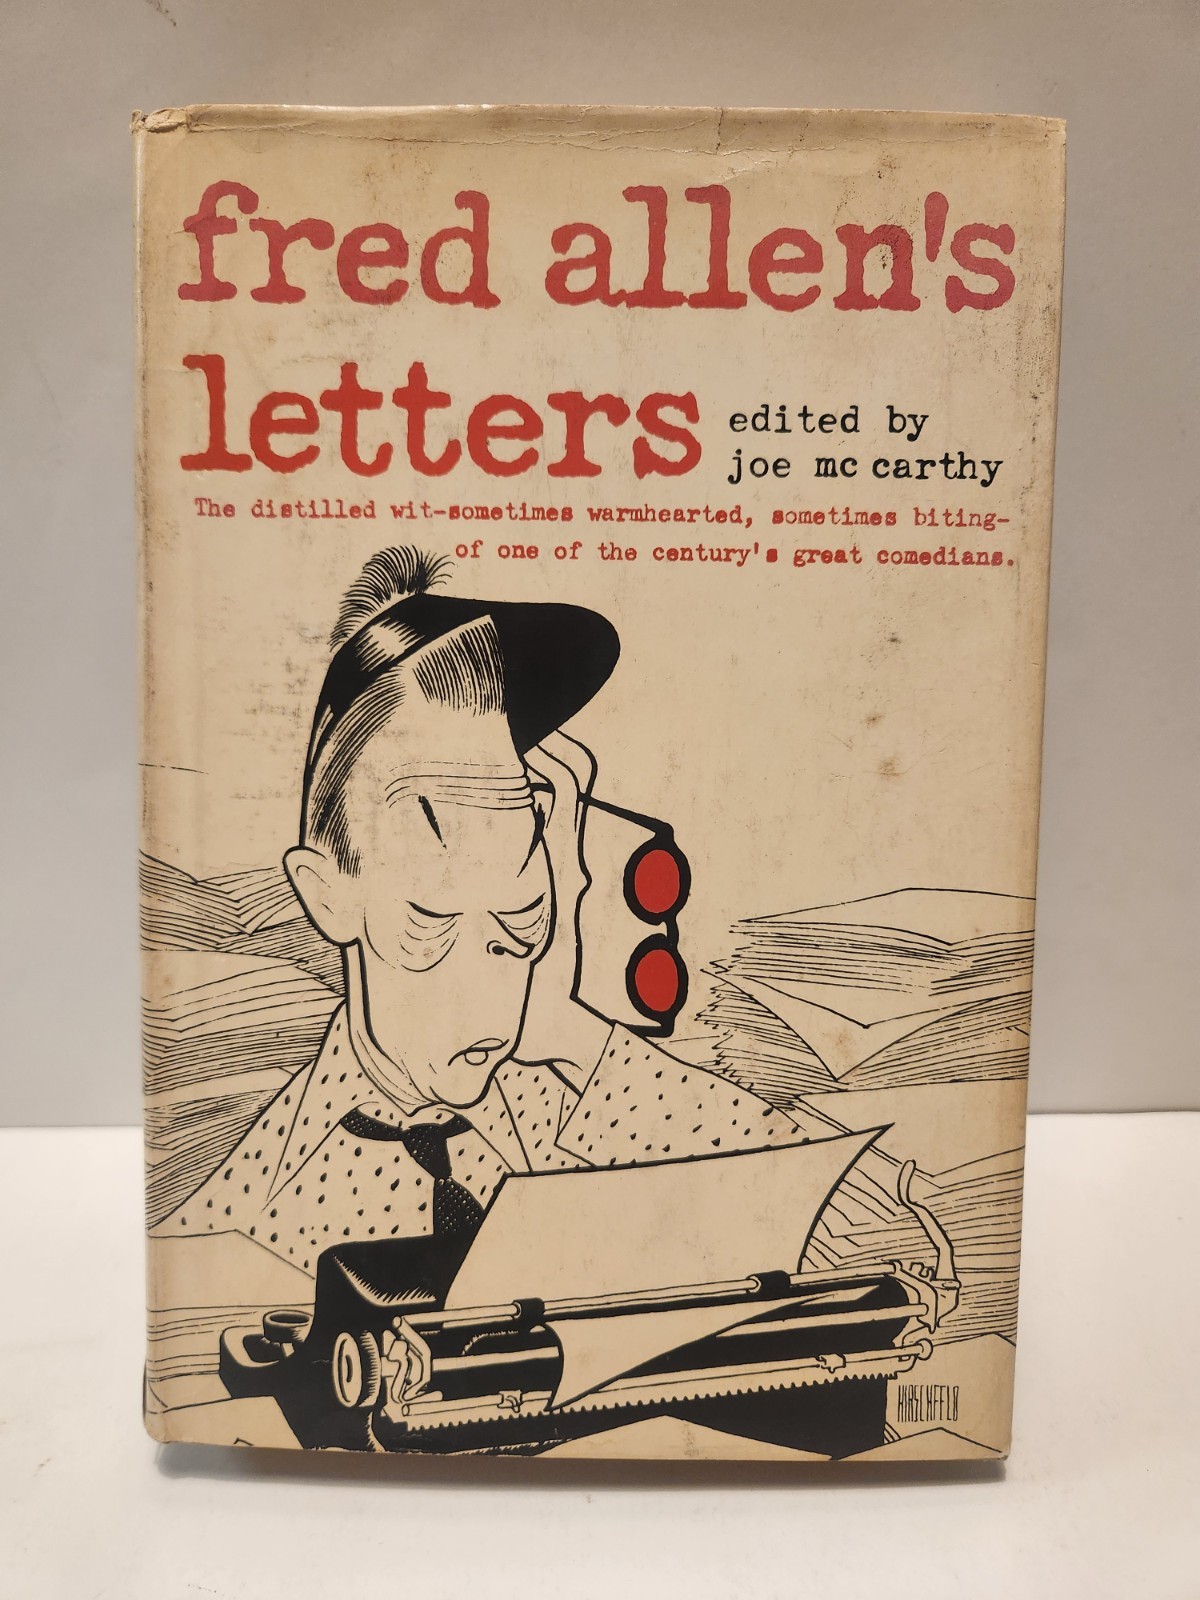 fred allen's
letters
edited by
joe mc carthy
The distilled wit-sometimes warmhearted, sometimes biting-
of one of the century's great comedians.
HIRSCHFELD